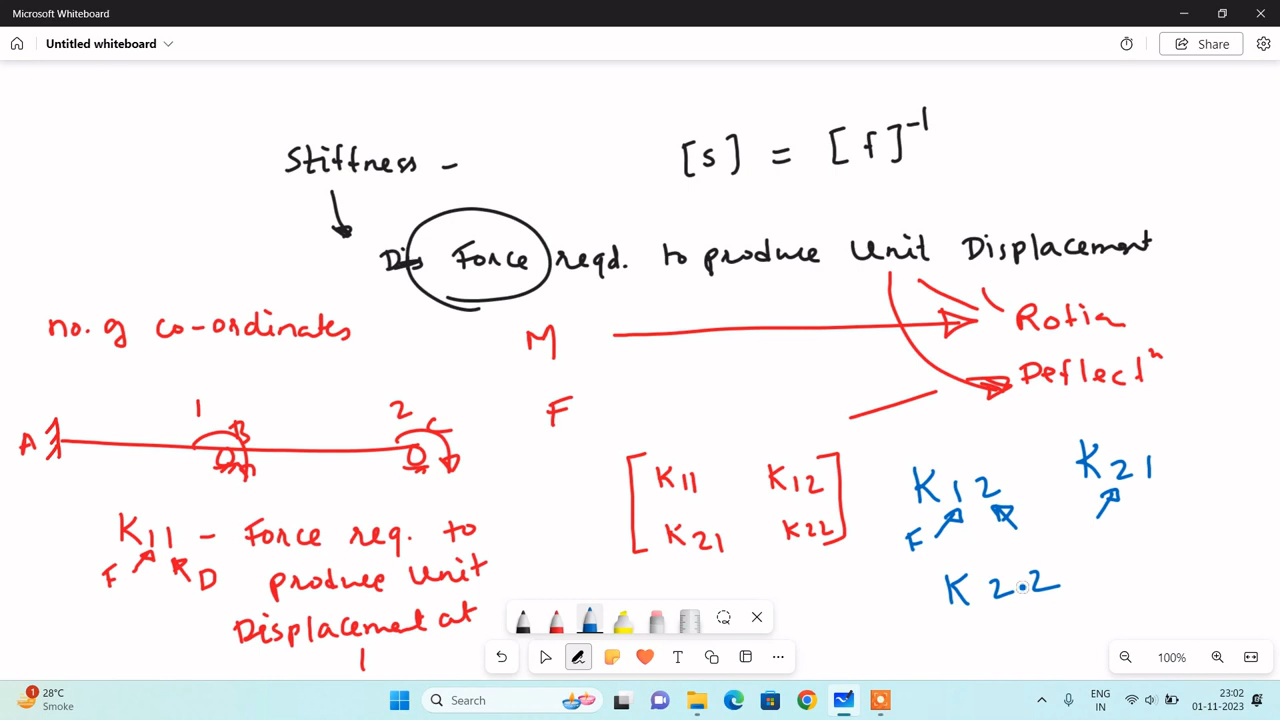 Microsoft Whiteboard
Untitled whiteboard
Share
Stiffness -
[s] = [f]⁻¹
Force reqd. to produce Unit Displacement
no. of co-ordinates
M
Rotin
F
Deflectⁿ
1
2
A
B
C
K11 K12
K21 K22
K12
K21
F
K22
K11 - Force req. to
F
D
produce Unit
Displacement at
1
100%
1
28°C
Smoke
Search
ENG
IN
23:02
01-11-2023